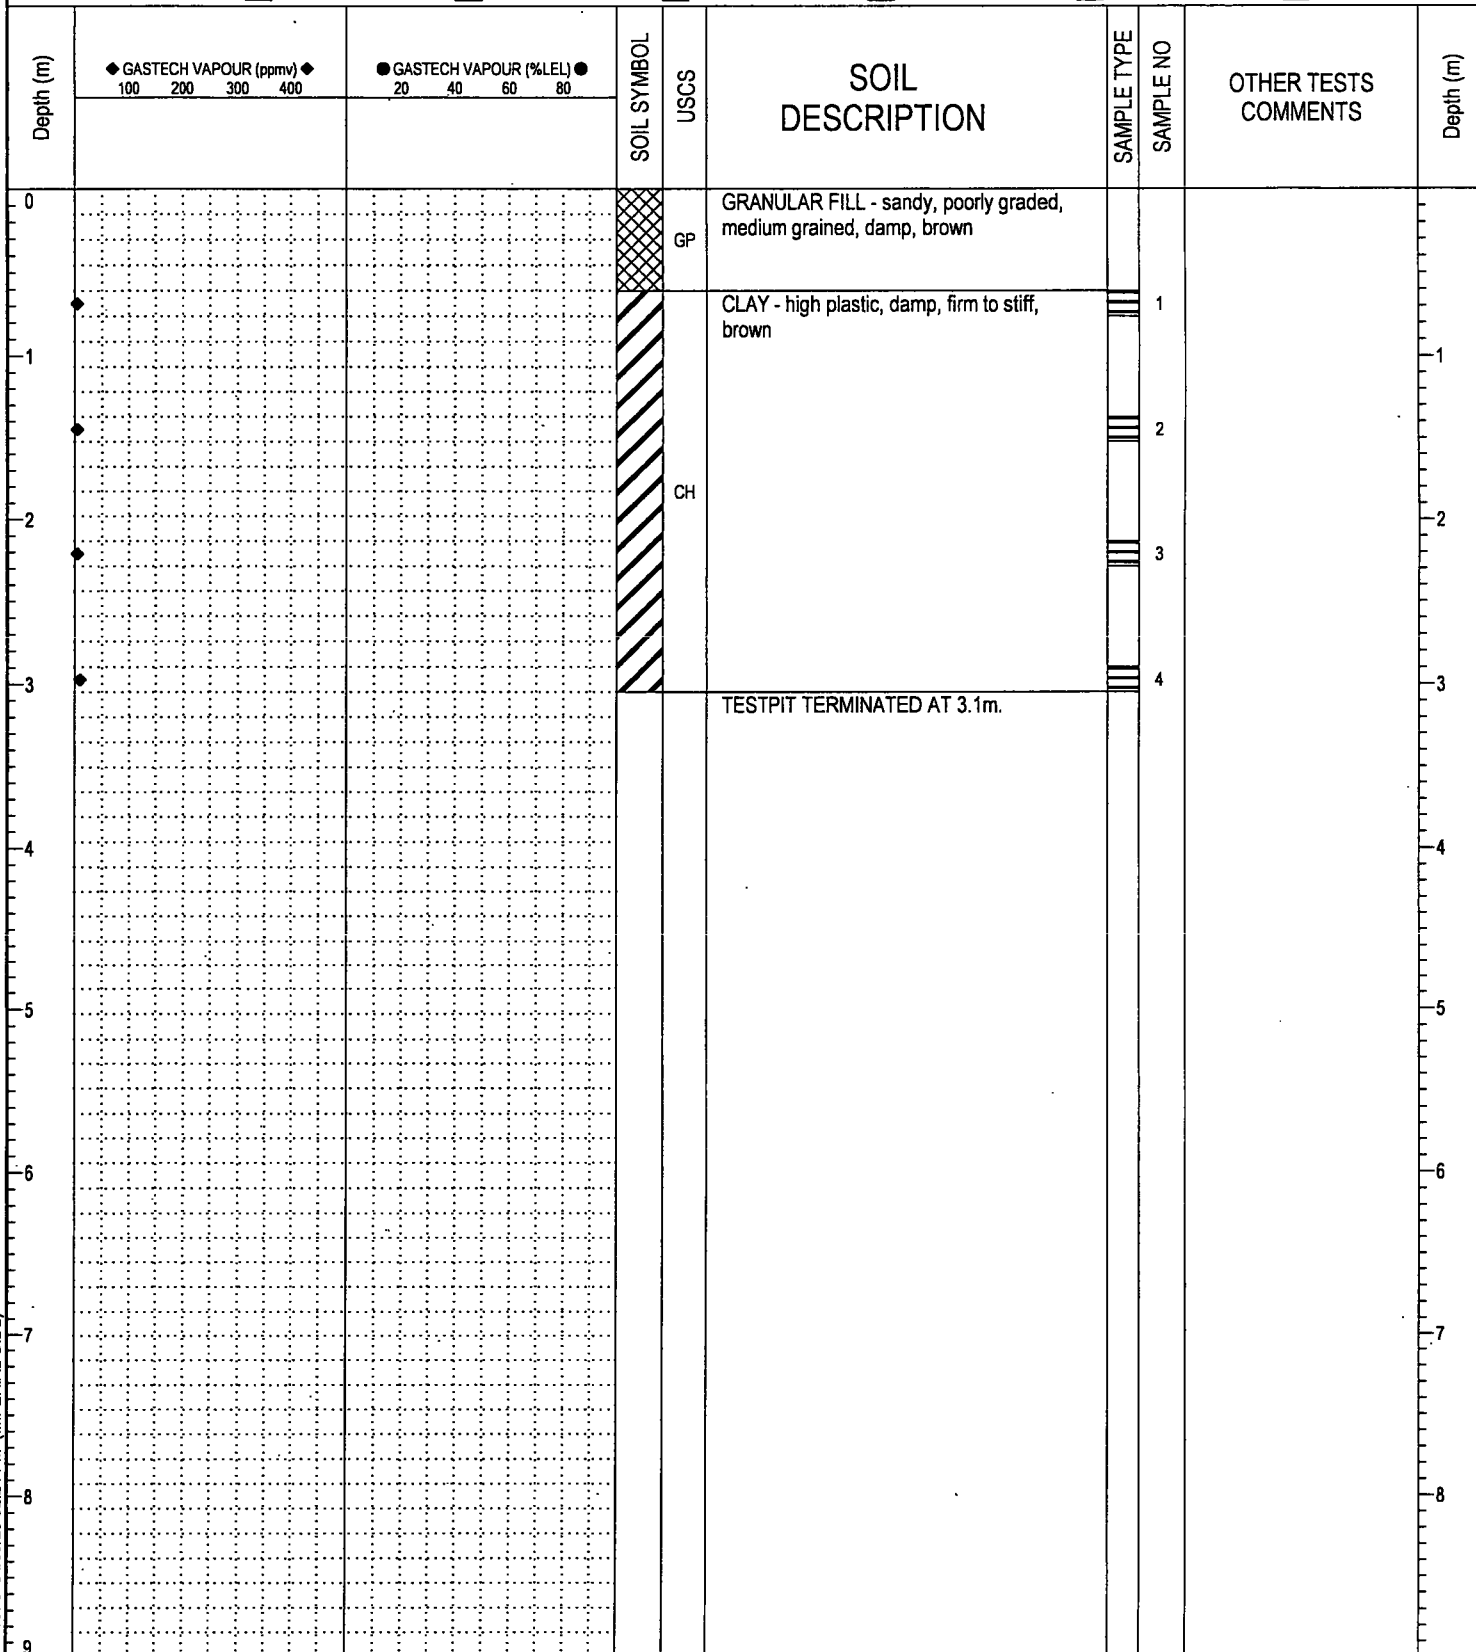 Depth (m)
◆ GASTECH VAPOUR (ppmv) ◆
100 200 300 400
● GASTECH VAPOUR (%LEL) ●
20 40 60 80
SOIL SYMBOL
USCS
SOIL
DESCRIPTION
SAMPLE TYPE
SAMPLE NO
OTHER TESTS
COMMENTS
Depth (m)
0
GP
GRANULAR FILL - sandy, poorly graded,
medium grained, damp, brown
CLAY - high plastic, damp, firm to stiff,
brown
1
1
1
2
CH
2
2
3
3
4
3
TESTPIT TERMINATED AT 3.1m.
4
4
5
5
6
6
7
7
8
8
9